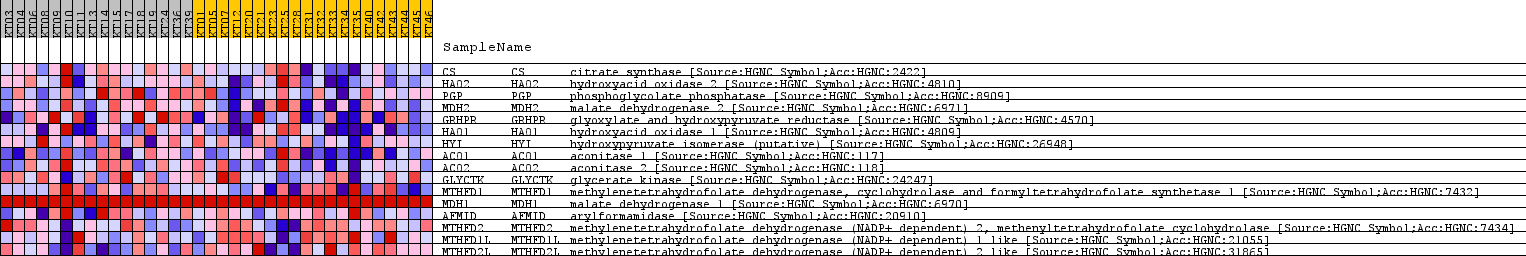 KT03 KT04 KT06 KT08 KT09 KT10 KT11 KT13 KT14 KT15 KT17 KT18 KT19 KT24 KT36 KT39 KT01 KT05 KT07 KT12 KT20 KT21 KT23 KT25 KT28 KT31 KT32 KT33 KT34 KT35 KT40 KT42 KT43 KT44 KT45 KT46
SampleName
CS CS citrate synthase [Source:HGNC Symbol;Acc:HGNC:2422]
HAO2 HAO2 hydroxyacid oxidase 2 [Source:HGNC Symbol;Acc:HGNC:4810]
PGP PGP phosphoglycolate phosphatase [Source:HGNC Symbol;Acc:HGNC:8909]
MDH2 MDH2 malate dehydrogenase 2 [Source:HGNC Symbol;Acc:HGNC:6971]
GRHPR GRHPR glyoxylate and hydroxypyruvate reductase [Source:HGNC Symbol;Acc:HGNC:4570]
HAO1 HAO1 hydroxyacid oxidase 1 [Source:HGNC Symbol;Acc:HGNC:4809]
HYI HYI hydroxypyruvate isomerase (putative) [Source:HGNC Symbol;Acc:HGNC:26948]
ACO1 ACO1 aconitase 1 [Source:HGNC Symbol;Acc:HGNC:117]
ACO2 ACO2 aconitase 2 [Source:HGNC Symbol;Acc:HGNC:118]
GLYCTK GLYCTK glycerate kinase [Source:HGNC Symbol;Acc:HGNC:24247]
MTHFD1 MTHFD1 methylenetetrahydrofolate dehydrogenase, cyclohydrolase and formyltetrahydrofolate synthetase 1 [Source:HGNC Symbol;Acc:HGNC:7432]
MDH1 MDH1 malate dehydrogenase 1 [Source:HGNC Symbol;Acc:HGNC:6970]
AFMID AFMID arylformamidase [Source:HGNC Symbol;Acc:HGNC:20910]
MTHFD2 MTHFD2 methylenetetrahydrofolate dehydrogenase (NADP+ dependent) 2, methenyltetrahydrofolate cyclohydrolase [Source:HGNC Symbol;Acc:HGNC:7434]
MTHFD1L MTHFD1L methylenetetrahydrofolate dehydrogenase (NADP+ dependent) 1 like [Source:HGNC Symbol;Acc:HGNC:21055]
MTHFD2L MTHFD2L methylenetetrahydrofolate dehydrogenase (NADP+ dependent) 2 like [Source:HGNC Symbol;Acc:HGNC:31865]